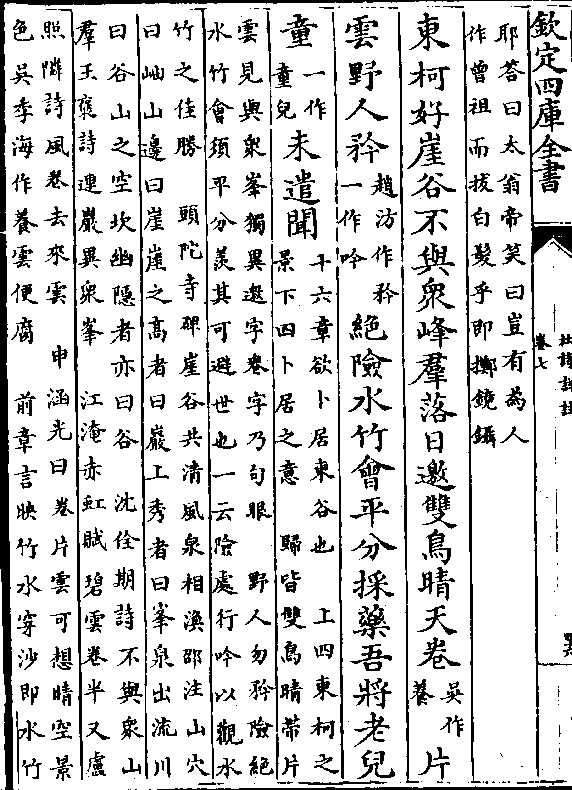 欽定四庫全書
杜詩詳註
卷七
耶答曰太翁帝笑曰豈有為人
作曾祖而拔白髮乎即擲鏡鑷
東柯好崖谷不與衆峰羣落日邀雙鳥晴天卷吳作養片
雲野人矜趙汸作矜一作吟絶險水竹會平分採藥吾將老兒
童一作童兒未遣聞十六章欲卜居東谷也 上四東柯之
景下四卜居之意 歸皆雙鳥晴帶片
雲見與衆峯獨異邀字卷字乃句眼 野人勿矜險絕
水竹會須平分羨其可避世也一云險處行吟以觀水
竹之佳勝 頭陀寺碑崖谷共清風泉相渙邵注山穴
曰岫山邊曰崖崖之髙者曰巖工秀者曰峯泉出流川
曰谷山之空坎幽隠者亦曰谷 沈佺期詩不與衆山
羣王襃詩連巖異衆峯 江淹赤虹賦碧雲卷半又盧
照隣詩風卷去來雲 申涵光曰卷片雲可想晴空景
色吳季海作養雲便腐 前章言映竹水穿沙即水竹